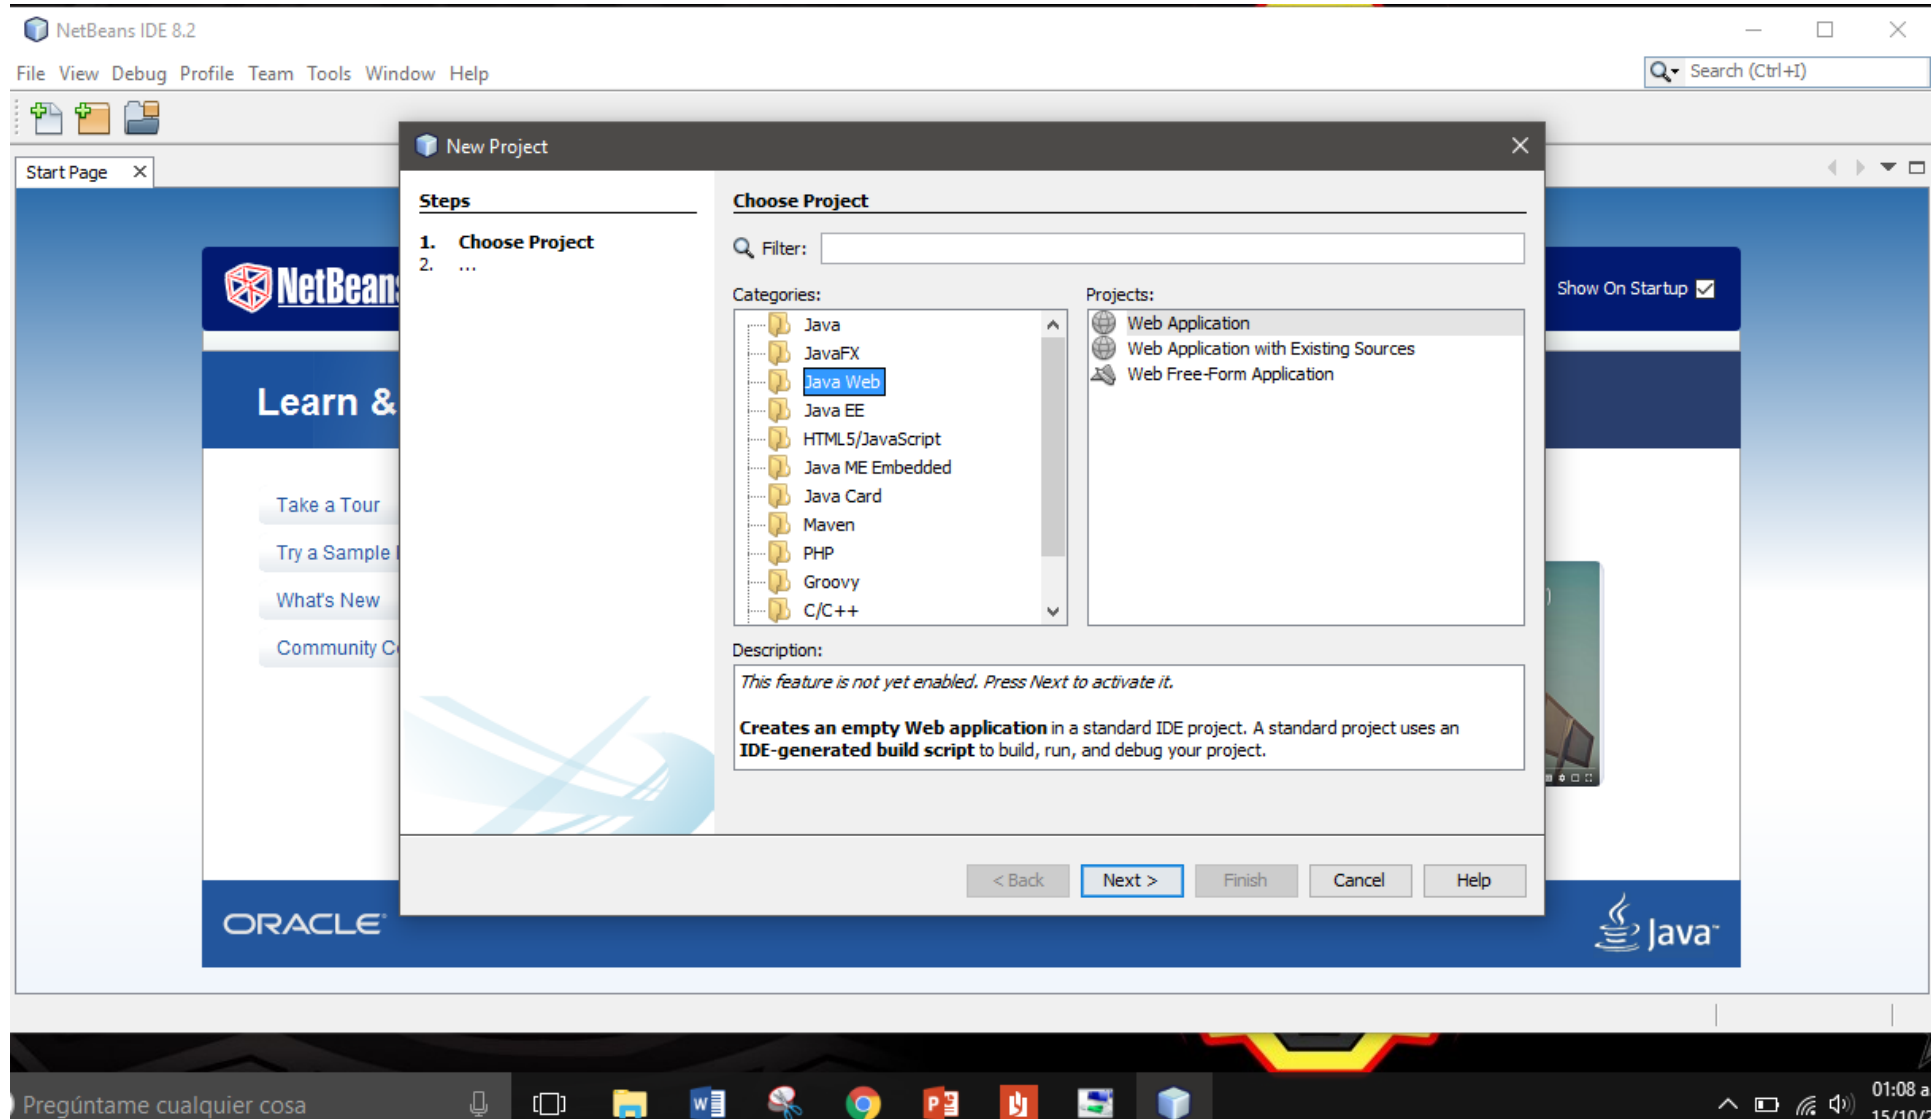 NetBeans IDE 8.2
File View Debug Profile Team Tools Window Help
Search (Ctrl+I)
New Project
Start Page
Steps
Choose Project
1. Choose Project
2. ...
Filter:
NetBeans
Show On Startup
Categories:
Projects:
Java
JavaFX
Java Web
Java EE
HTML5/JavaScript
Java ME Embedded
Java Card
Maven
PHP
Groovy
C/C++
Web Application
Web Application with Existing Sources
Web Free-Form Application
Learn &
Take a Tour
Try a Sample
What's New
Community
Description:
This feature is not yet enabled. Press Next to activate it.
Creates an empty Web application in a standard IDE project. A standard project uses an
IDE-generated build script to build, run, and debug your project.
< Back
Next >
Finish
Cancel
Help
ORACLE
Java
Pregúntame cualquier cosa
01:08 a
15/10/